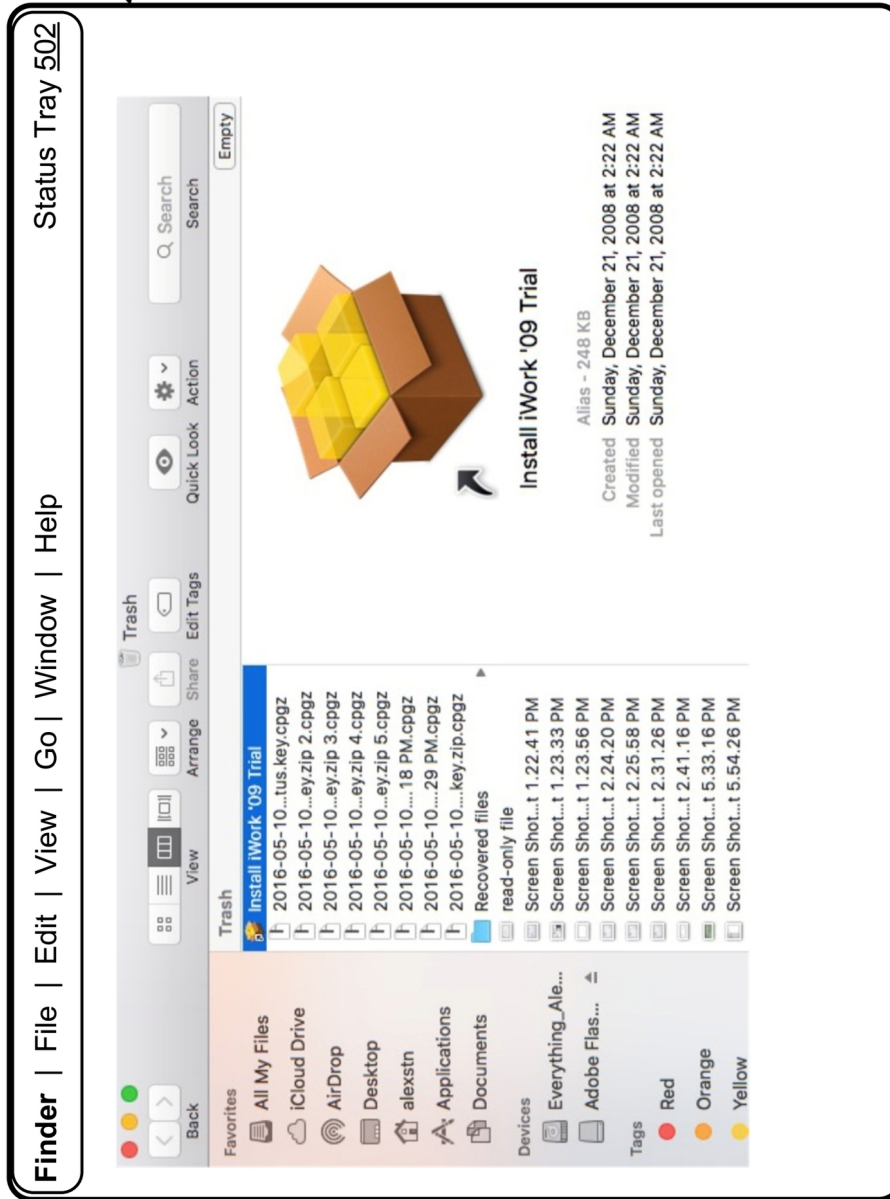 Finder | File | Edit | View | Go | Window | Help Status Tray 502
Trash
Back View Arrange Share Edit Tags Quick Look Action Search
Search
Trash
Empty
Favorites
All My Files
iCloud Drive
AirDrop
Desktop
alexstn
Applications
Documents
Devices
Everything_Ale...
Adobe Flas...
Tags
Red
Orange
Yellow
Install iWork '09 Trial
2016-05-10...tus.key.cpgz
2016-05-10...ey.zip 2.cpgz
2016-05-10...ey.zip 3.cpgz
2016-05-10...ey.zip 4.cpgz
2016-05-10...ey.zip 5.cpgz
2016-05-10....18 PM.cpgz
2016-05-10....29 PM.cpgz
2016-05-10...key.zip.cpgz
Recovered files
read-only file
Screen Shot...t 1.22.41 PM
Screen Shot...t 1.23.33 PM
Screen Shot...t 1.23.56 PM
Screen Shot...t 2.24.20 PM
Screen Shot...t 2.25.58 PM
Screen Shot...t 2.31.26 PM
Screen Shot...t 2.41.16 PM
Screen Shot...t 5.33.16 PM
Screen Shot...t 5.54.26 PM
Install iWork '09 Trial
Alias - 248 KB
Created Sunday, December 21, 2008 at 2:22 AM
Modified Sunday, December 21, 2008 at 2:22 AM
Last opened Sunday, December 21, 2008 at 2:22 AM